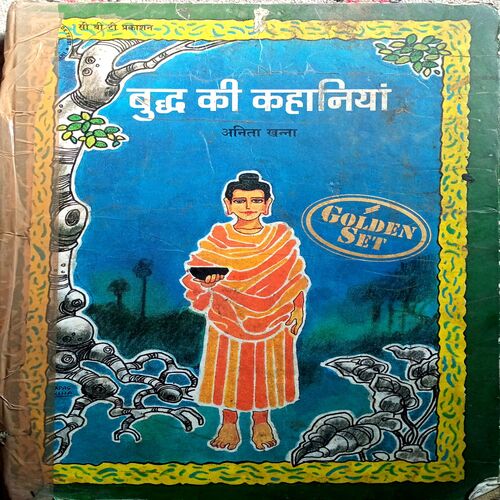 सी बी टी प्रकाशन
बुद्ध की कहानियां
अनिता खन्ना
GOLDEN
SET